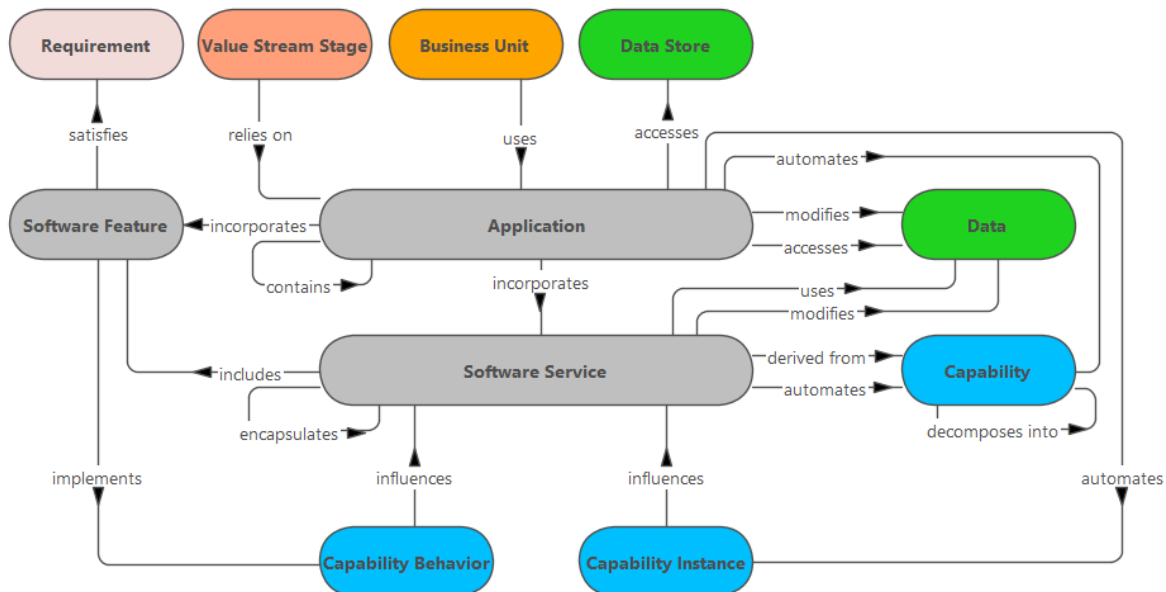 Requirement
Value Stream Stage
Business Unit
Data Store
satisfies
relies on
uses
accesses
automates
Software Feature
incorporates
Application
modifies
accesses
Data
contains
incorporates
uses
modifies
includes
Software Service
derived from
automates
Capability
encapsulates
decomposes into
implements
influences
influences
automates
Capability Behavior
Capability Instance